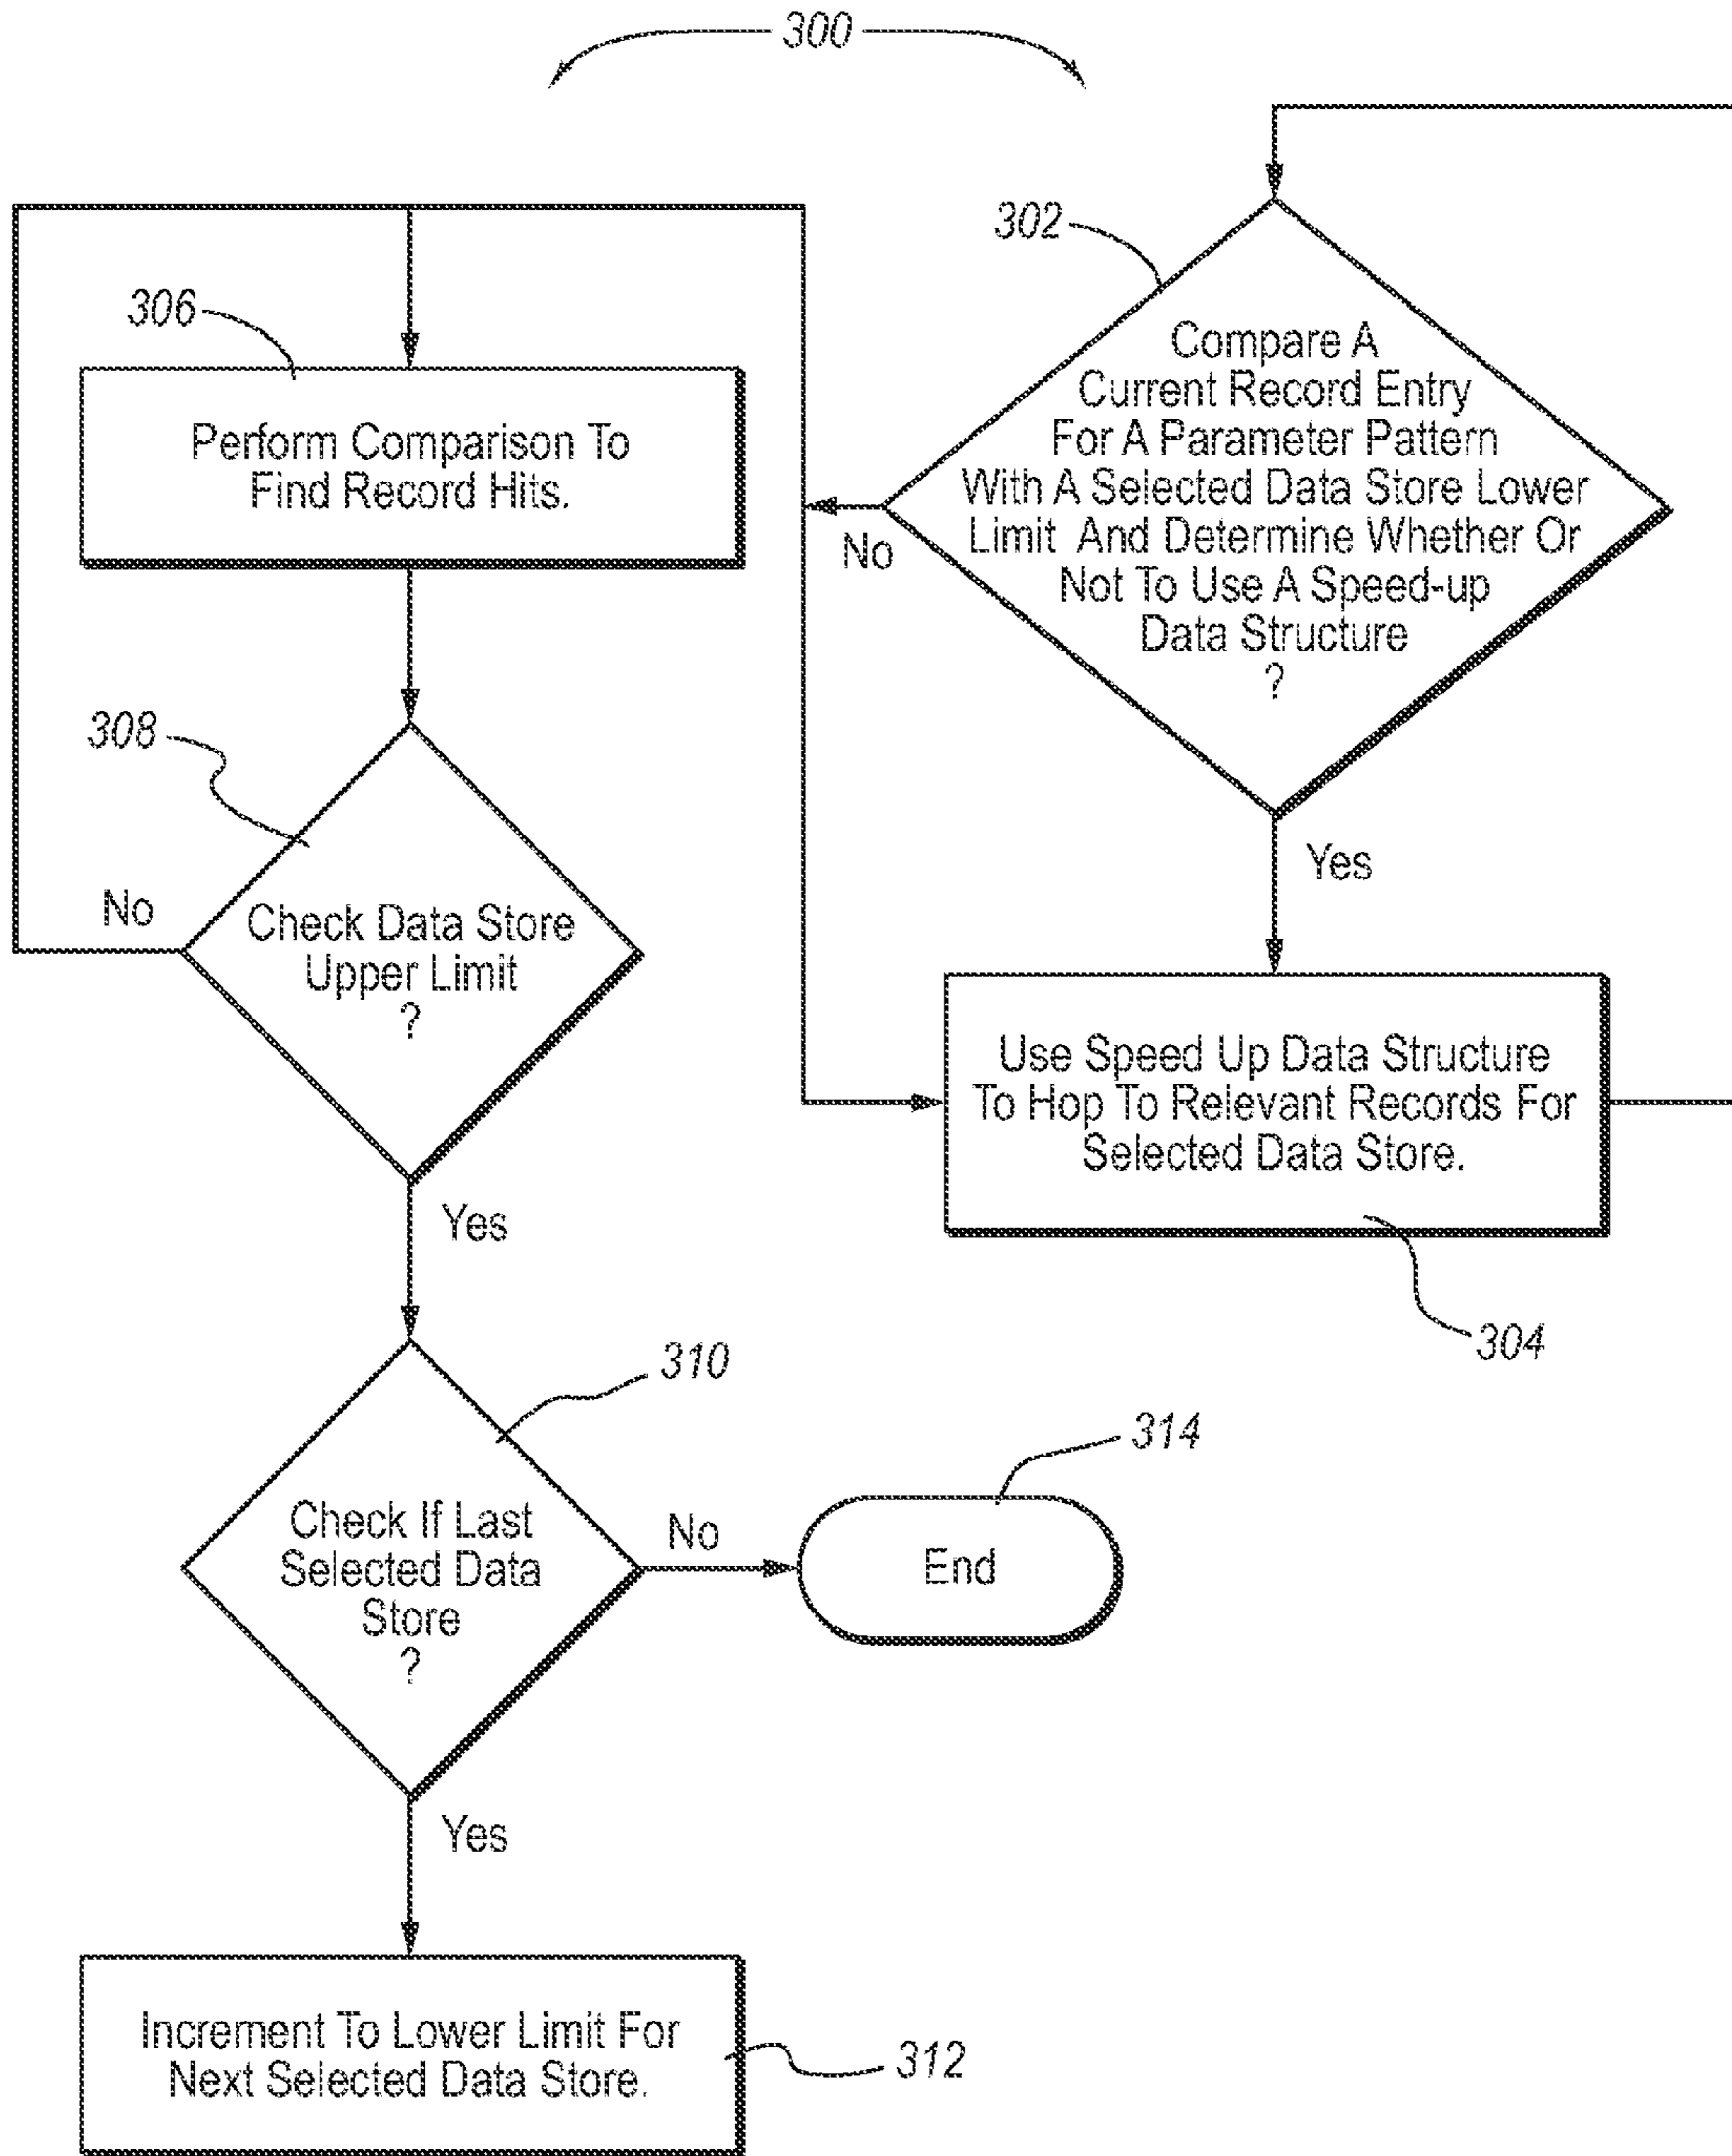 300
302
Compare A
Current Record Entry
For A Parameter Pattern
With A Selected Data Store Lower
Limit And Determine Whether Or
Not To Use A Speed-up
Data Structure
?
No
Yes
306
Perform Comparison To
Find Record Hits.
308
Check Data Store
Upper Limit
?
No
Yes
Use Speed Up Data Structure
To Hop To Relevant Records For
Selected Data Store.
304
310
Check If Last
Selected Data
Store
?
No
314
End
Yes
Increment To Lower Limit For
Next Selected Data Store.
312